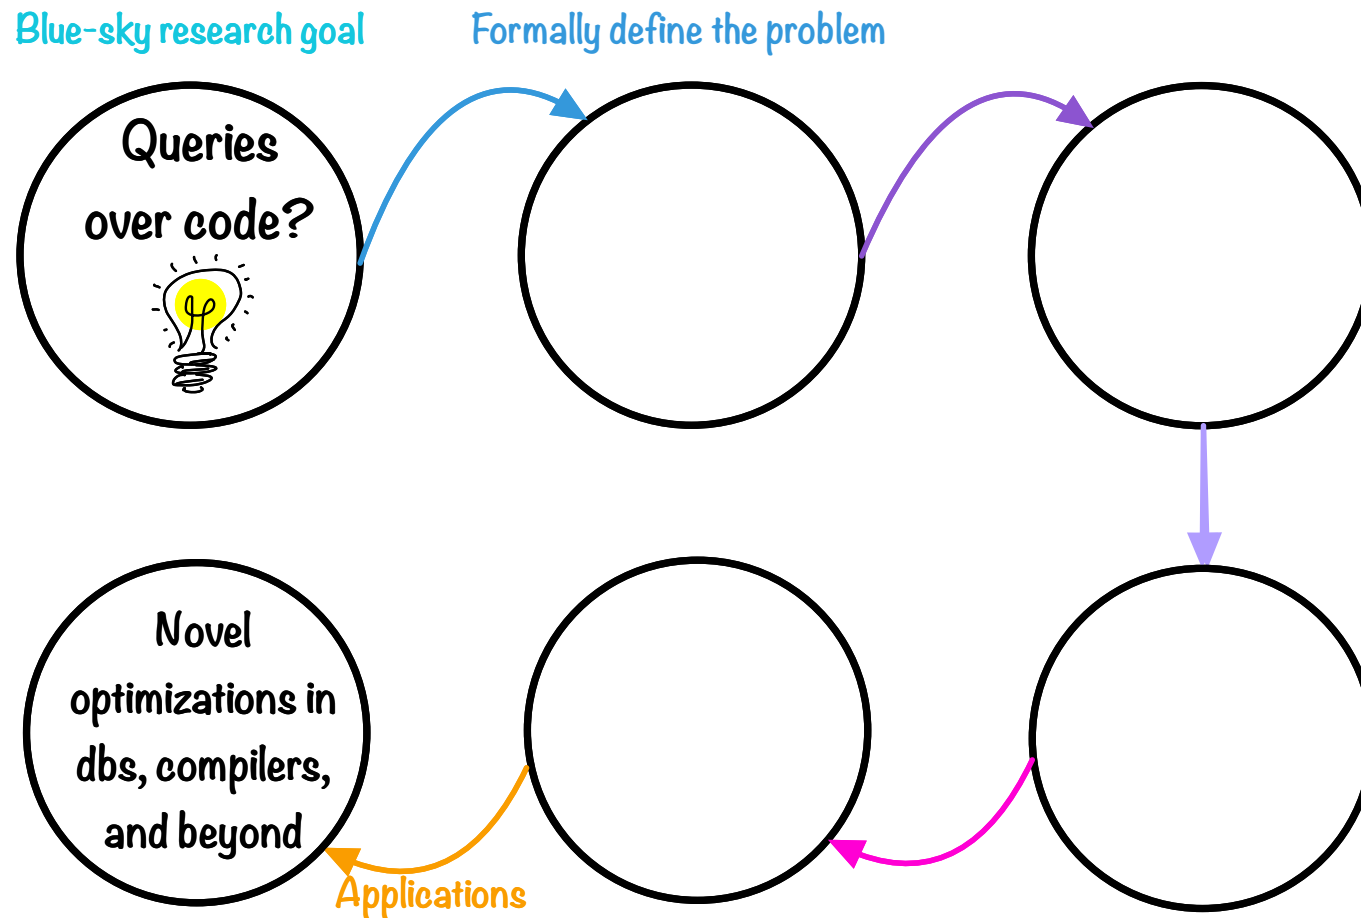 Blue-sky research goal
Formally define the problem
Queries
over code?
Novel
optimizations in
dbs, compilers,
and beyond
Applications